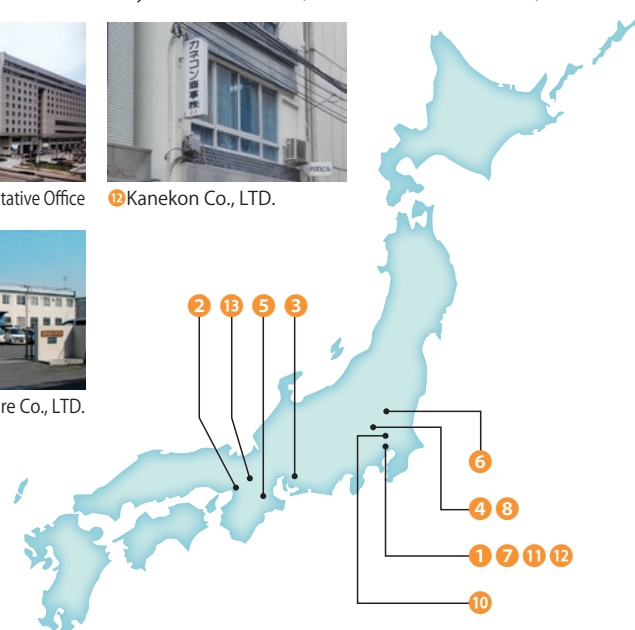 tative Office
⑫Kanekon Co., LTD.
カネコン商事㈱
re Co., LTD.
② ⑬ ⑤ ③
⑥
④ ⑧
① ⑦ ⑪ ⑫
⑩